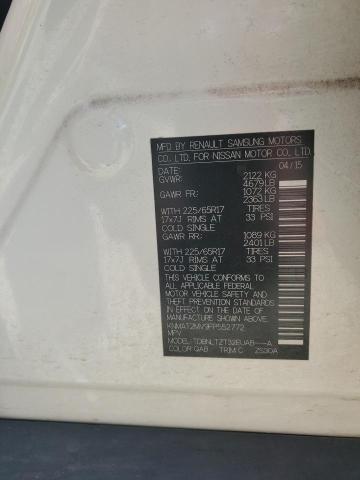 MFD BY RENAULT SAMSUNG MOTORS
CO. LTD. FOR NISSAN MOTOR CO. LTD.
DATE: 04/15
GVWR: 2122 KG
4679 LB
GAWR FR: 1072 KG
2363 LB
WITH 225/65R17 TIRES
17x7J RIMS AT 33 PSI
COLD SINGLE
GAWR RR: 1089 KG
2401 LB
WITH 225/65R17 TIRES
17x7J RIMS AT 33 PSI
COLD SINGLE
THIS VEHICLE CONFORMS TO
ALL APPLICABLE FEDERAL MOTOR
VEHICLE SAFETY AND
THEFT PREVENTION STANDARDS
IN EFFECT ON THE DATE OF
MANUFACTURE SHOWN ABOVE.
KNMAT2MV9FP552772
MPV
MODEL: TDBNLTZT32EUAB----A
COLOR: QAB TRIM: C